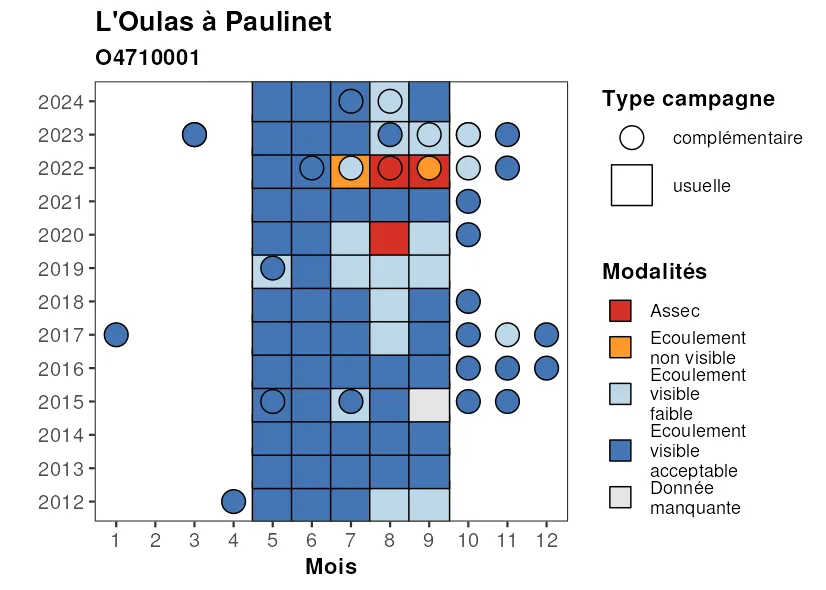 L'Oulas à Paulinet
O4710001
2024
2023
2022
2021
2020
2019
2018
2017
2016
2015
2014
2013
2012
1 2 3 4 5 6 7 8 9 10 11 12
Mois
Type campagne
complémentaire
usuelle
Modalités
Assec
Ecoulement
non visible
Ecoulement
visible
faible
Ecoulement
visible
acceptable
Donnée
manquante